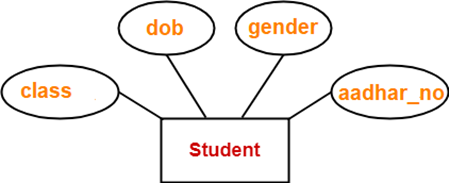 dob
gender
class
aadhar_no
Student